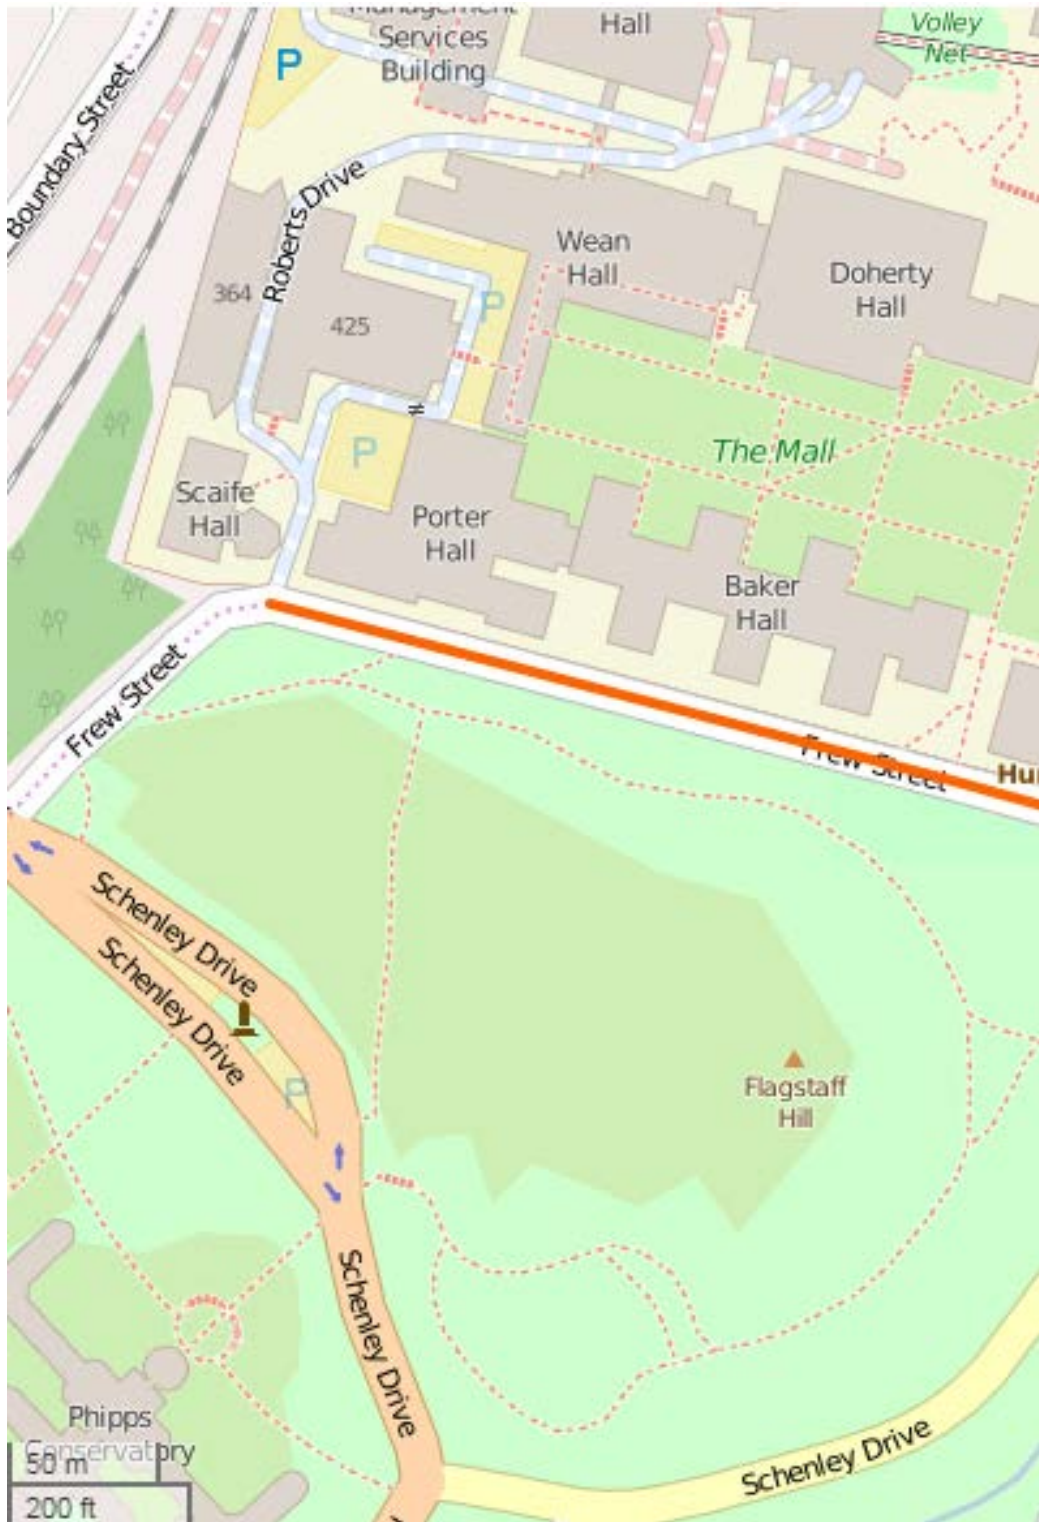 Management
Services
Building
Hall
Volley
Net
P
Boundary Street
Roberts Drive
Wean
Hall
Doherty
Hall
364
425
P
P
The Mall
Scaife
Hall
Porter
Hall
Baker
Hall
Frew Street
Frew Street
Hu
Schenley Drive
Schenley Drive
P
Flagstaff
Hill
Schenley Drive
Phipps
Conservatory
Schenley Drive
50 m
200 ft